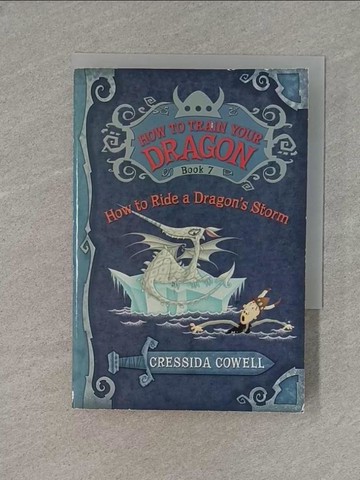 HOW TO TRAIN YOUR
DRAGON
Book 7
How to Ride a Dragon's Storm
CRESSIDA COWELL